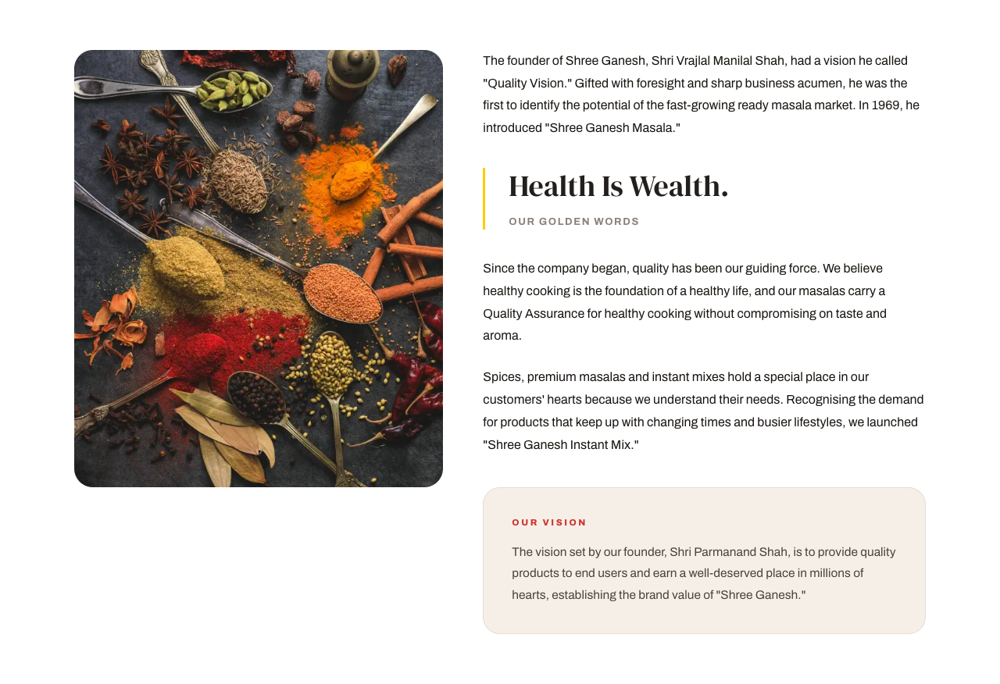 The founder of Shree Ganesh, Shri Vrajlal Manilal Shah, had a vision he called
"Quality Vision." Gifted with foresight and sharp business acumen, he was the
first to identify the potential of the fast-growing ready masala market. In 1969, he
introduced "Shree Ganesh Masala."
Health Is Wealth.
OUR GOLDEN WORDS
Since the company began, quality has been our guiding force. We believe
healthy cooking is the foundation of a healthy life, and our masalas carry a
Quality Assurance for healthy cooking without compromising on taste and
aroma.
Spices, premium masalas and instant mixes hold a special place in our
customers' hearts because we understand their needs. Recognising the demand
for products that keep up with changing times and busier lifestyles, we launched
"Shree Ganesh Instant Mix."
OUR VISION
The vision set by our founder, Shri Parmanand Shah, is to provide quality
products to end users and earn a well-deserved place in millions of
hearts, establishing the brand value of "Shree Ganesh."